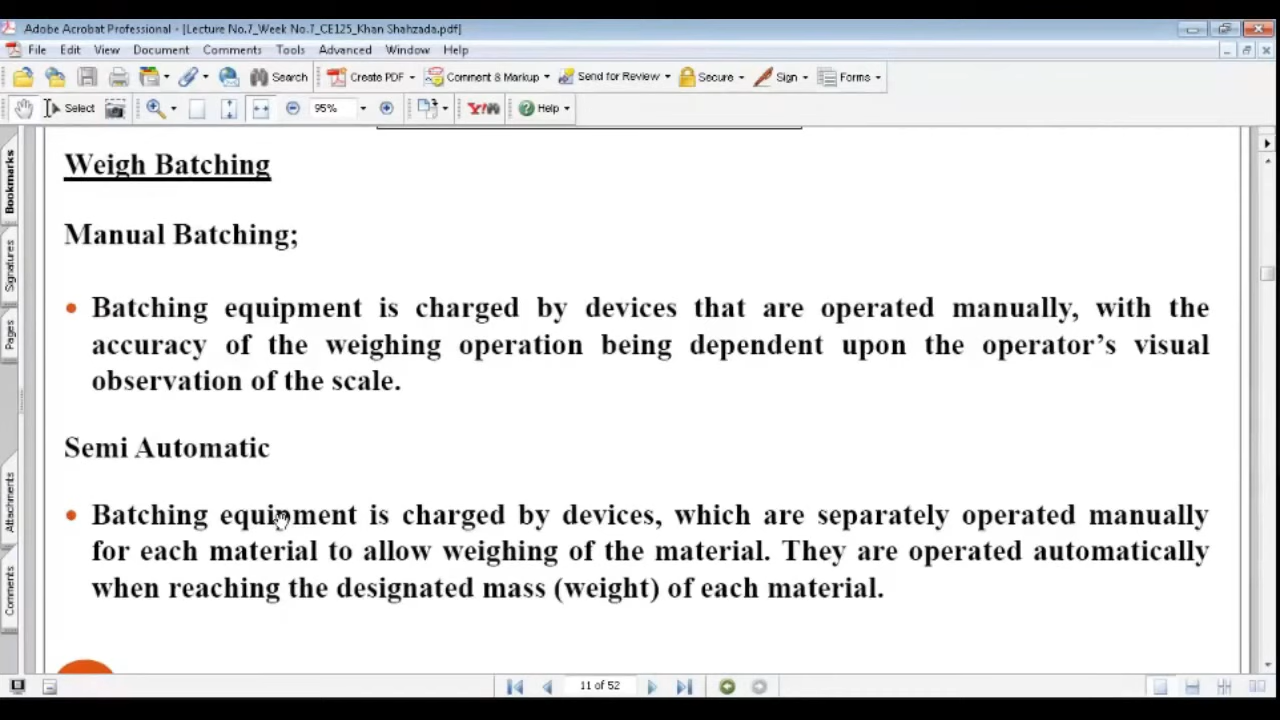 Adobe Acrobat Professional - [Lecture No.7_Week No.7_CE125_Khan Shahzada.pdf]
File Edit View Document Comments Tools Advanced Window Help
Search Create PDF Comment & Markup Send for Review Secure Sign Forms
Select 95% Y! Help
Bookmarks
Signatures
Pages
Attachments
Comments
Weigh Batching
Manual Batching;
• Batching equipment is charged by devices that are operated manually, with the
accuracy of the weighing operation being dependent upon the operator's visual
observation of the scale.
Semi Automatic
• Batching equipment is charged by devices, which are separately operated manually
for each material to allow weighing of the material. They are operated automatically
when reaching the designated mass (weight) of each material.
11 of 52